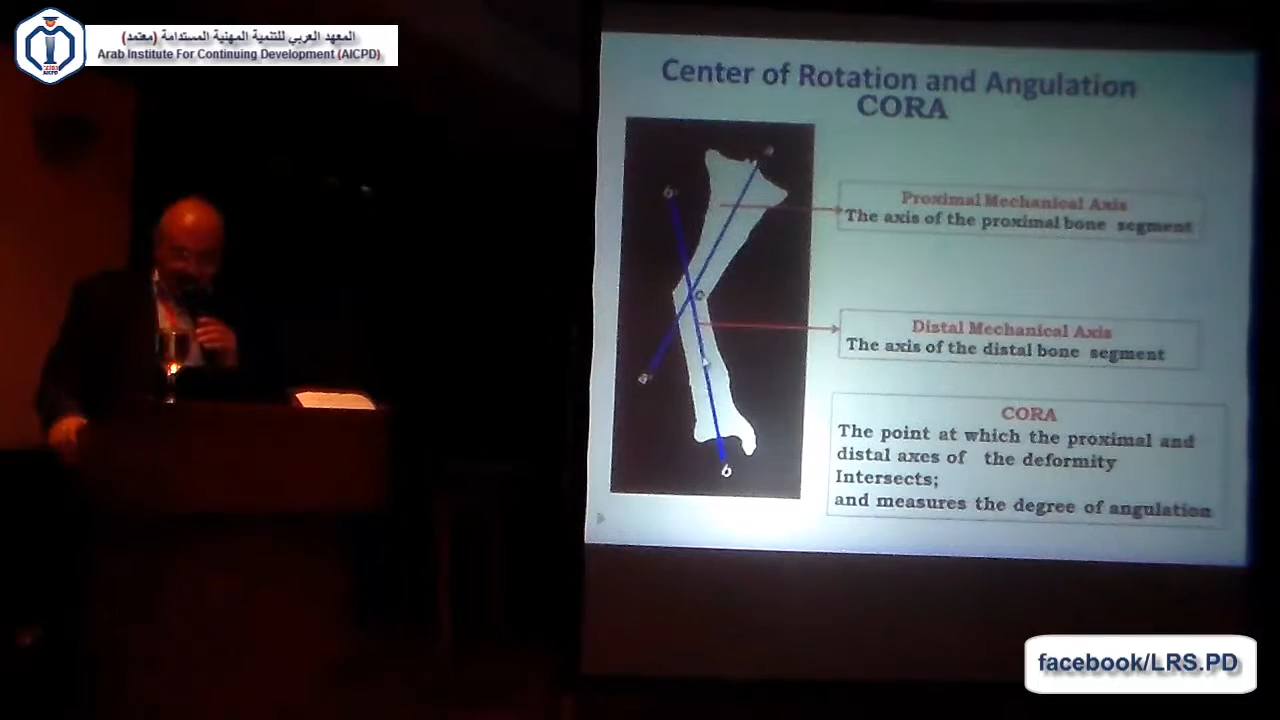 المعهد العربي للتنمية المهنية المستدامة (معتمد)
Arab Institute For Continuing Development (AICPD)
AICPD
Center of Rotation and Angulation
CORA
Proximal Mechanical Axis
The axis of the proximal bone segment
Distal Mechanical Axis
The axis of the distal bone segment
CORA
The point at which the proximal and
distal axes of the deformity
Intersects;
and measures the degree of angulation
facebook/LRS.PD